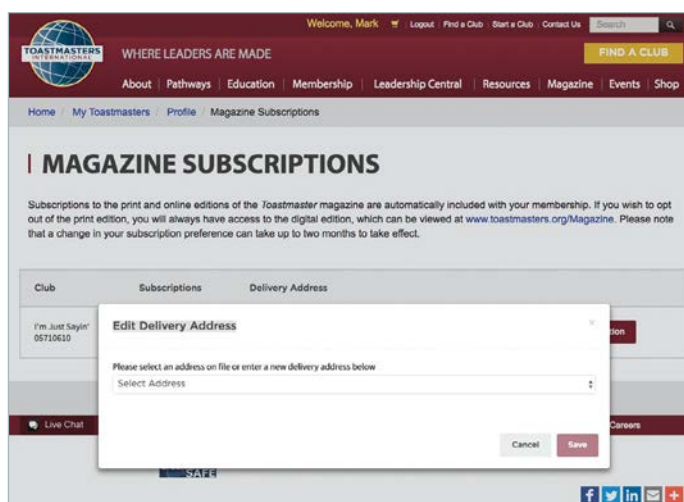 Welcome, Mark Logout Find a Club Start a Club Contact Us Search
TOASTMASTERS
INTERNATIONAL
WHERE LEADERS ARE MADE
FIND A CLUB
About Pathways Education Membership Leadership Central Resources Magazine Events Shop
Home / My Toastmasters / Profile / Magazine Subscriptions
MAGAZINE SUBSCRIPTIONS
Subscriptions to the print and online editions of the Toastmaster magazine are automatically included with your membership. If you wish to opt
out of the print edition, you will always have access to the digital edition, which can be viewed at www.toastmasters.org/Magazine. Please note
that a change in your subscription preference can take up to two months to take effect.
Club Subscriptions Delivery Address
I'm Just Sayin'
05710610
tion
Edit Delivery Address ×
Please select an address on file or enter a new delivery address below
Select Address
Cancel Save
Live Chat Careers
SAFE